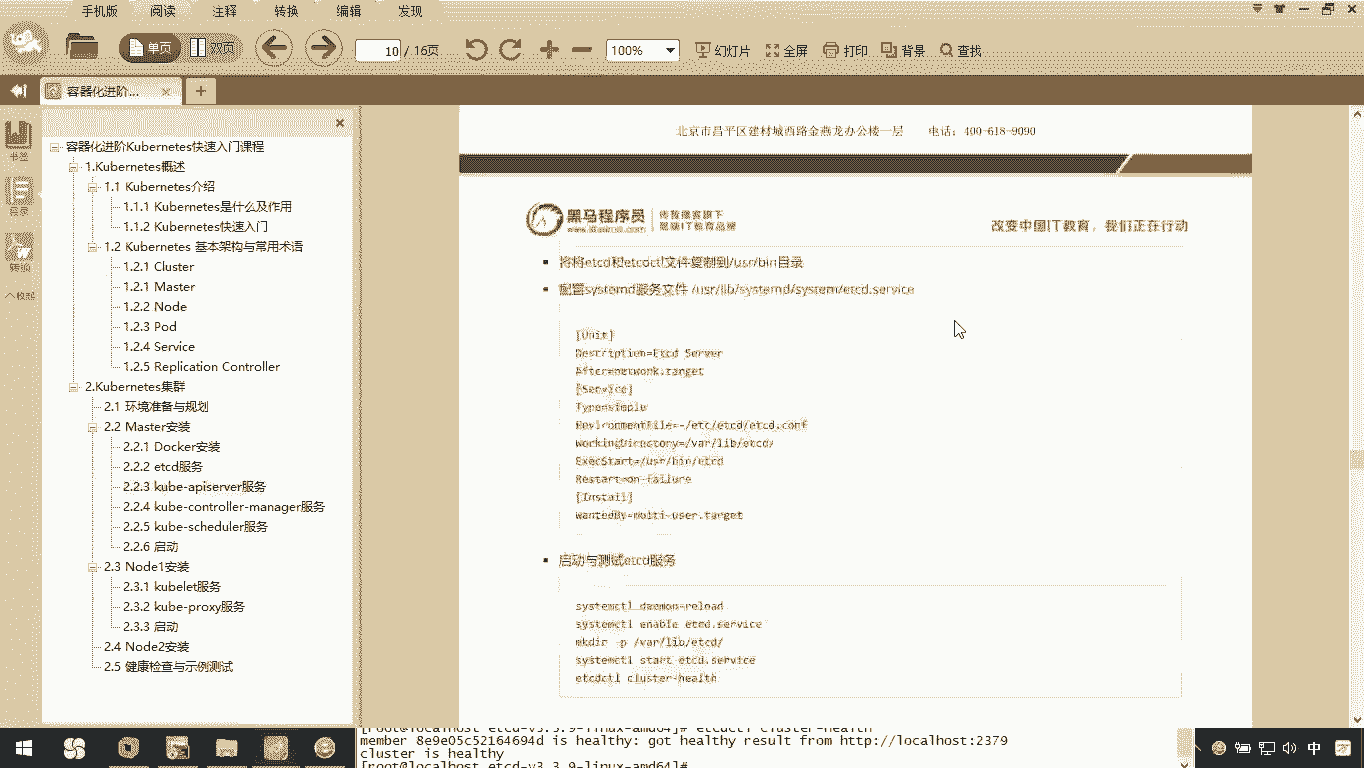 手机版 阅读 注释 转换 编辑 发现
单页 双页 10 / 16页 100% 幻灯片 全屏 打印 背景 查找
容器化进阶...
书签
目录
容器化进阶Kubernetes快速入门课程
1.Kubernetes概述
1.1 Kubernetes介绍
1.1.1 Kubernetes是什么及作用
1.1.2 Kubernetes快速入门
1.2 Kubernetes 基本架构与常用术语
1.2.1 Cluster
1.2.1 Master
1.2.2 Node
1.2.3 Pod
1.2.4 Service
1.2.5 Replication Controller
2.Kubernetes集群
2.1 环境准备与规划
2.2 Master安装
2.2.1 Docker安装
2.2.2 etcd服务
2.2.3 kube-apiserver服务
2.2.4 kube-controller-manager服务
2.2.5 kube-scheduler服务
2.2.6 启动
2.3 Node1安装
2.3.1 kubelet服务
2.3.2 kube-proxy服务
2.3.3 启动
2.4 Node2安装
2.5 健康检查与示例测试
北京市昌平区建材城西路金燕龙办公楼一层 电话：400-618-9090
黑马程序员
传智播客旗下
高端IT教育品牌
改变中国IT教育，我们正在行动
将将etcd和etcdctl文件复制到/usr/bin目录
配置systemd服务文件 /usr/lib/systemd/system/etcd.service
[Unit]
Description=Etcd Server
After=network.target
[Service]
Type=simple
EnvironmentFile=-/etc/etcd/etcd.conf
WorkingDirectory=/var/lib/etcd/
ExecStart=/usr/bin/etcd
Restart=on-failure
[Install]
WantedBy=multi-user.target
启动与测试etcd服务
systemctl daemon-reload
systemctl enable etcd.service
mkdir -p /var/lib/etcd/
systemctl start etcd.service
etcdctl cluster-health
[root@localhost etcd-v3.3.9-linux-amd64]# etcdctl cluster-health
member 8e9e05c52164694d is healthy: got healthy result from http://localhost:2379
cluster is healthy
[root@localhost etcd-v3.3.9-linux-amd64]#
中